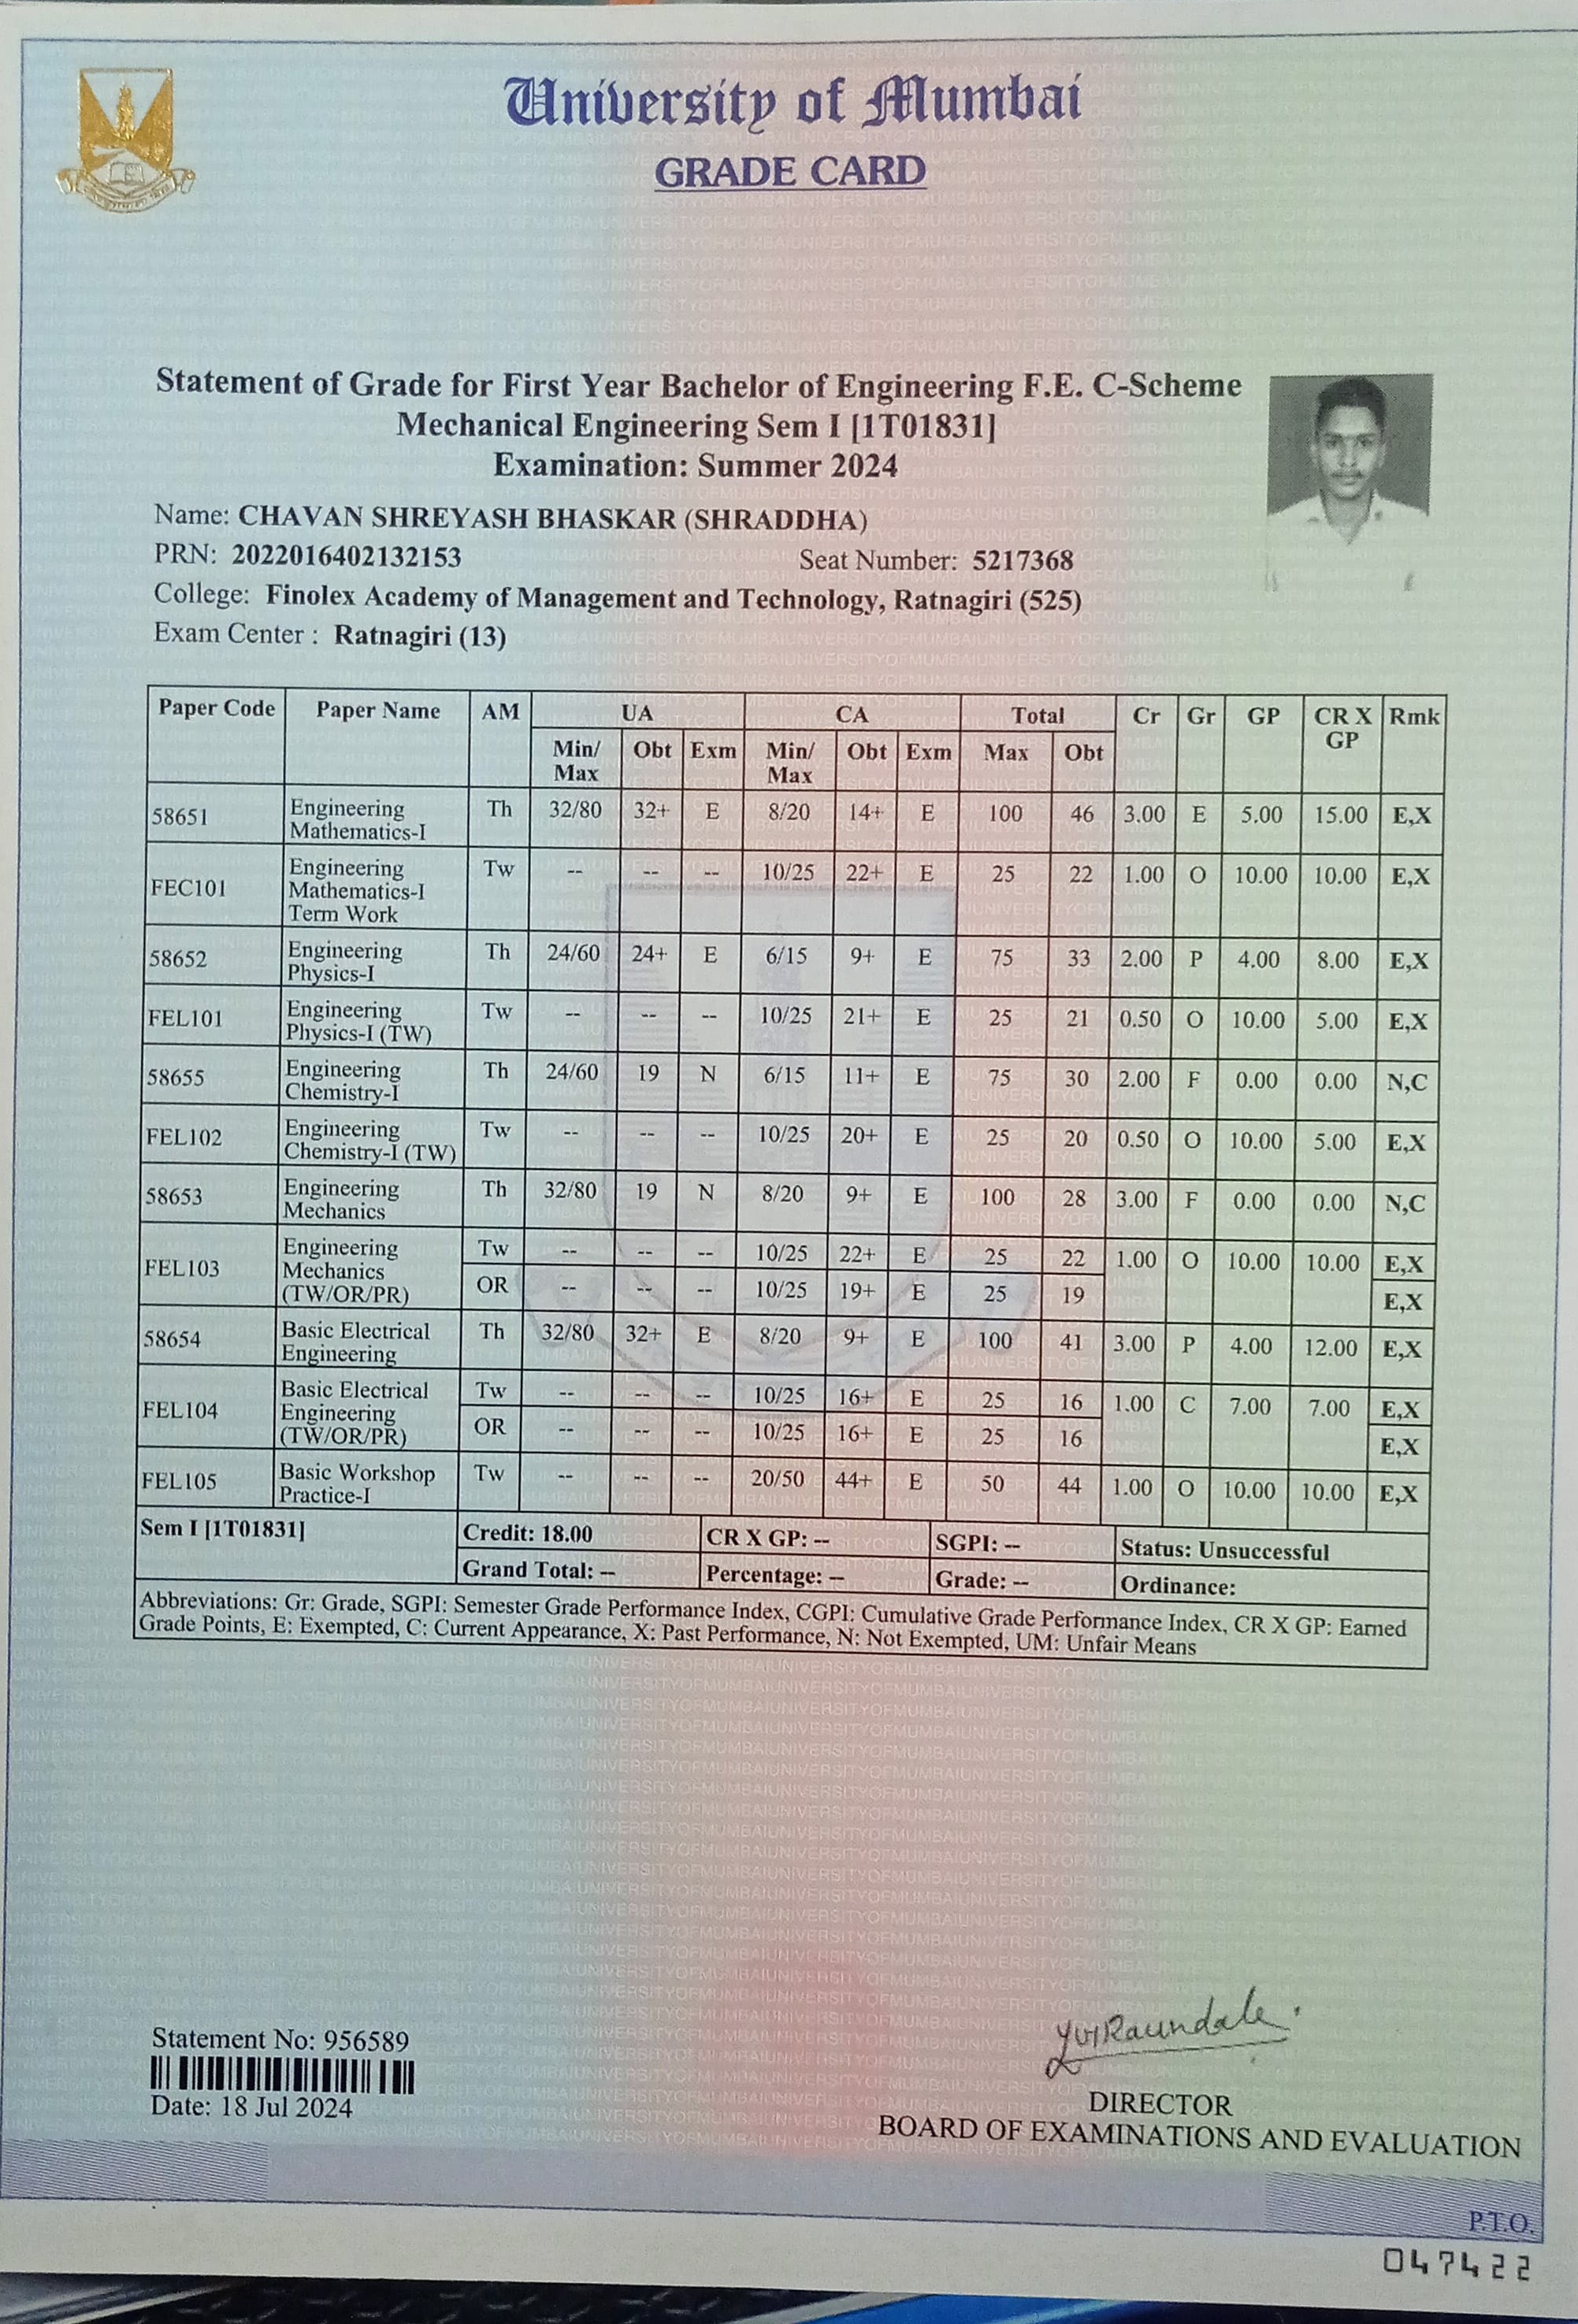 University of Mumbai
GRADE CARD
Statement of Grade for First Year Bachelor of Engineering F.E. C-Scheme
Mechanical Engineering Sem I [1T01831]
Examination: Summer 2024
Name: CHAVAN SHREYASH BHASKAR (SHRADDHA)
PRN: 2022016402132153 Seat Number: 5217368
College: Finolex Academy of Management and Technology, Ratnagiri (525)
Exam Center : Ratnagiri (13)
Paper Code Paper Name AM UA CA Total Cr Gr GP CR X GP Rmk
Min/Max Obt Exm Min/Max Obt Exm Max Obt
58651 Engineering Mathematics-I Th 32/80 32+ E 8/20 14+ E 100 46 3.00 E 5.00 15.00 E,X
FEC101 Engineering Mathematics-I Term Work Tw -- -- -- 10/25 22+ E 25 22 1.00 O 10.00 10.00 E,X
58652 Engineering Physics-I Th 24/60 24+ E 6/15 9+ E 75 33 2.00 P 4.00 8.00 E,X
FEL101 Engineering Physics-I (TW) Tw -- -- -- 10/25 21+ E 25 21 0.50 O 10.00 5.00 E,X
58655 Engineering Chemistry-I Th 24/60 19 N 6/15 11+ E 75 30 2.00 F 0.00 0.00 N,C
FEL102 Engineering Chemistry-I (TW) Tw -- -- -- 10/25 20+ E 25 20 0.50 O 10.00 5.00 E,X
58653 Engineering Mechanics Th 32/80 19 N 8/20 9+ E 100 28 3.00 F 0.00 0.00 N,C
FEL103 Engineering Mechanics (TW/OR/PR) Tw -- -- -- 10/25 22+ E 25 22 1.00 O 10.00 10.00 E,X
OR -- -- -- 10/25 19+ E 25 19 E,X
58654 Basic Electrical Engineering Th 32/80 32+ E 8/20 9+ E 100 41 3.00 P 4.00 12.00 E,X
FEL104 Basic Electrical Engineering (TW/OR/PR) Tw -- -- -- 10/25 16+ E 25 16 1.00 C 7.00 7.00 E,X
OR -- -- -- 10/25 16+ E 25 16 E,X
FEL105 Basic Workshop Practice-I Tw -- -- -- 20/50 44+ E 50 44 1.00 O 10.00 10.00 E,X
Sem I [1T01831] Credit: 18.00 CR X GP: -- SGPI: -- Status: Unsuccessful
Grand Total: -- Percentage: -- Grade: -- Ordinance:
Abbreviations: Gr: Grade, SGPI: Semester Grade Performance Index, CGPI: Cumulative Grade Performance Index, CR X GP: Earned
Grade Points, E: Exempted, C: Current Appearance, X: Past Performance, N: Not Exempted, UM: Unfair Means
Statement No: 956589
Date: 18 Jul 2024
DIRECTOR
BOARD OF EXAMINATIONS AND EVALUATION
P.T.O.
047422